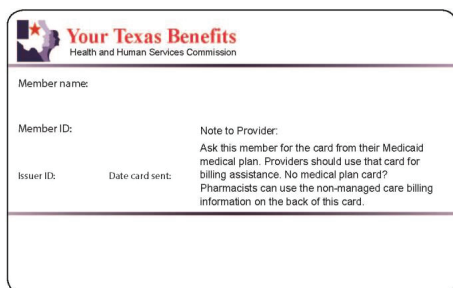 Your Texas Benefits
Health and Human Services Commission
Member name:
Member ID:
Note to Provider:
Ask this member for the card from their Medicaid
medical plan. Providers should use that card for
billing assistance. No medical plan card?
Pharmacists can use the non-managed care billing
information on the back of this card.
Issuer ID:
Date card sent: